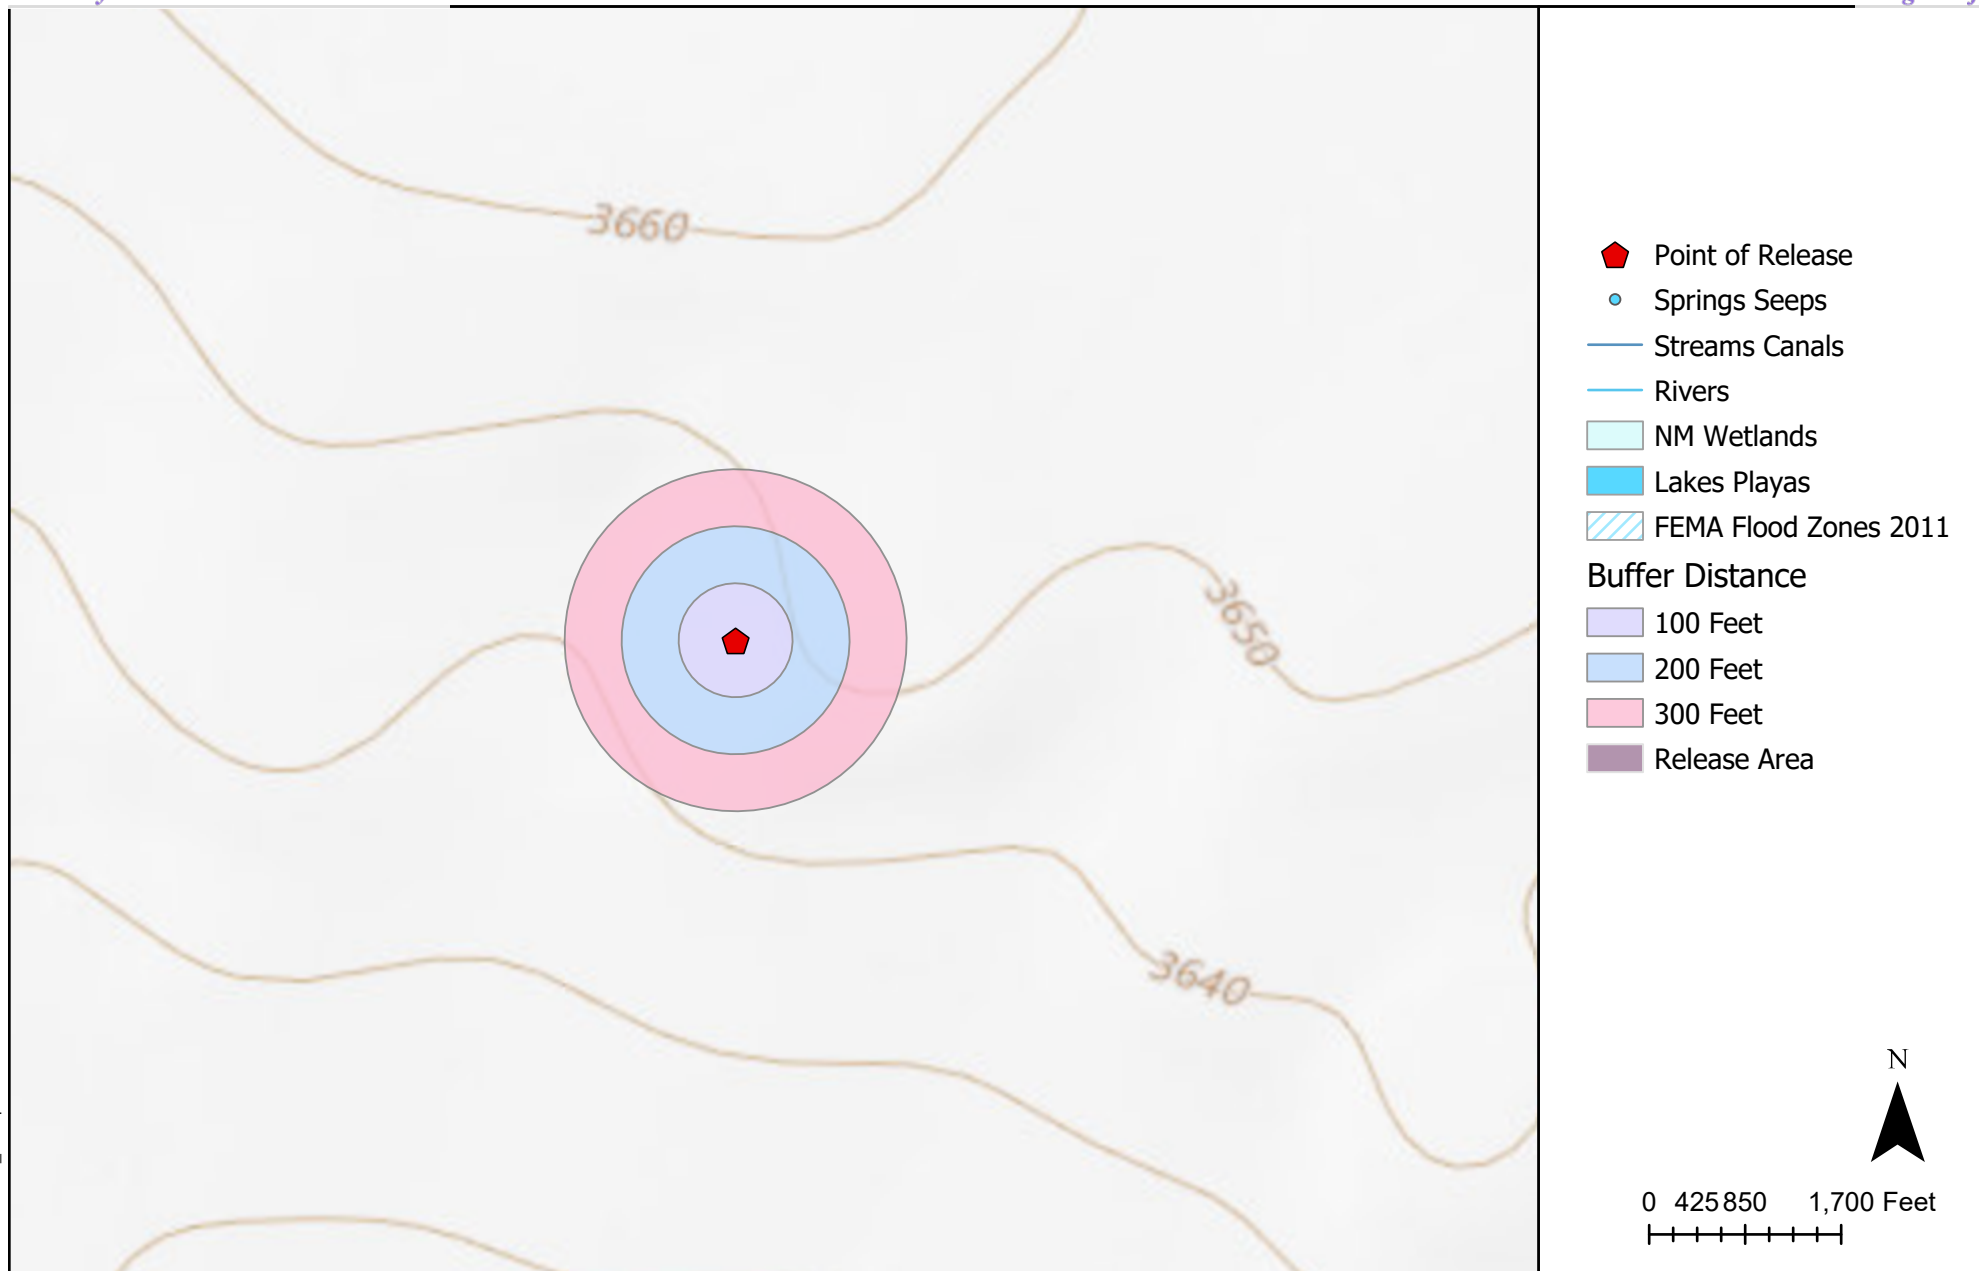 3660
3650
3640
Point of Release
Springs Seeps
Streams Canals
Rivers
NM Wetlands
Lakes Playas
FEMA Flood Zones 2011
Buffer Distance
100 Feet
200 Feet
300 Feet
Release Area
N
0 425 850 1,700 Feet